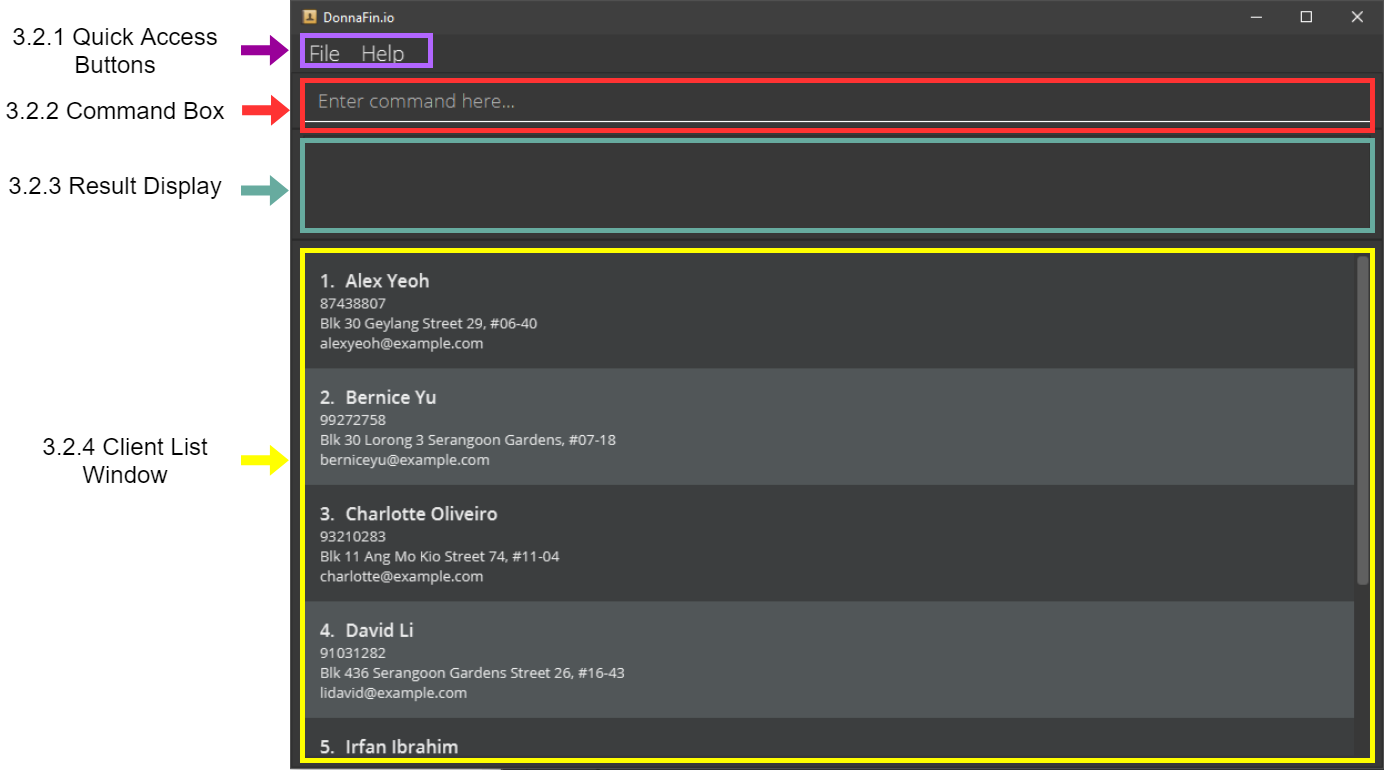 DonnaFin.io
3.2.1 Quick Access
Buttons
File Help
3.2.2 Command Box
Enter command here...
3.2.3 Result Display
3.2.4 Client List
Window
1. Alex Yeoh
87438807
Blk 30 Geylang Street 29, #06-40
alexyeoh@example.com
2. Bernice Yu
99272758
Blk 30 Lorong 3 Serangoon Gardens, #07-18
berniceyu@example.com
3. Charlotte Oliveiro
93210283
Blk 11 Ang Mo Kio Street 74, #11-04
charlotte@example.com
4. David Li
91031282
Blk 436 Serangoon Gardens Street 26, #16-43
lidavid@example.com
5. Irfan Ibrahim